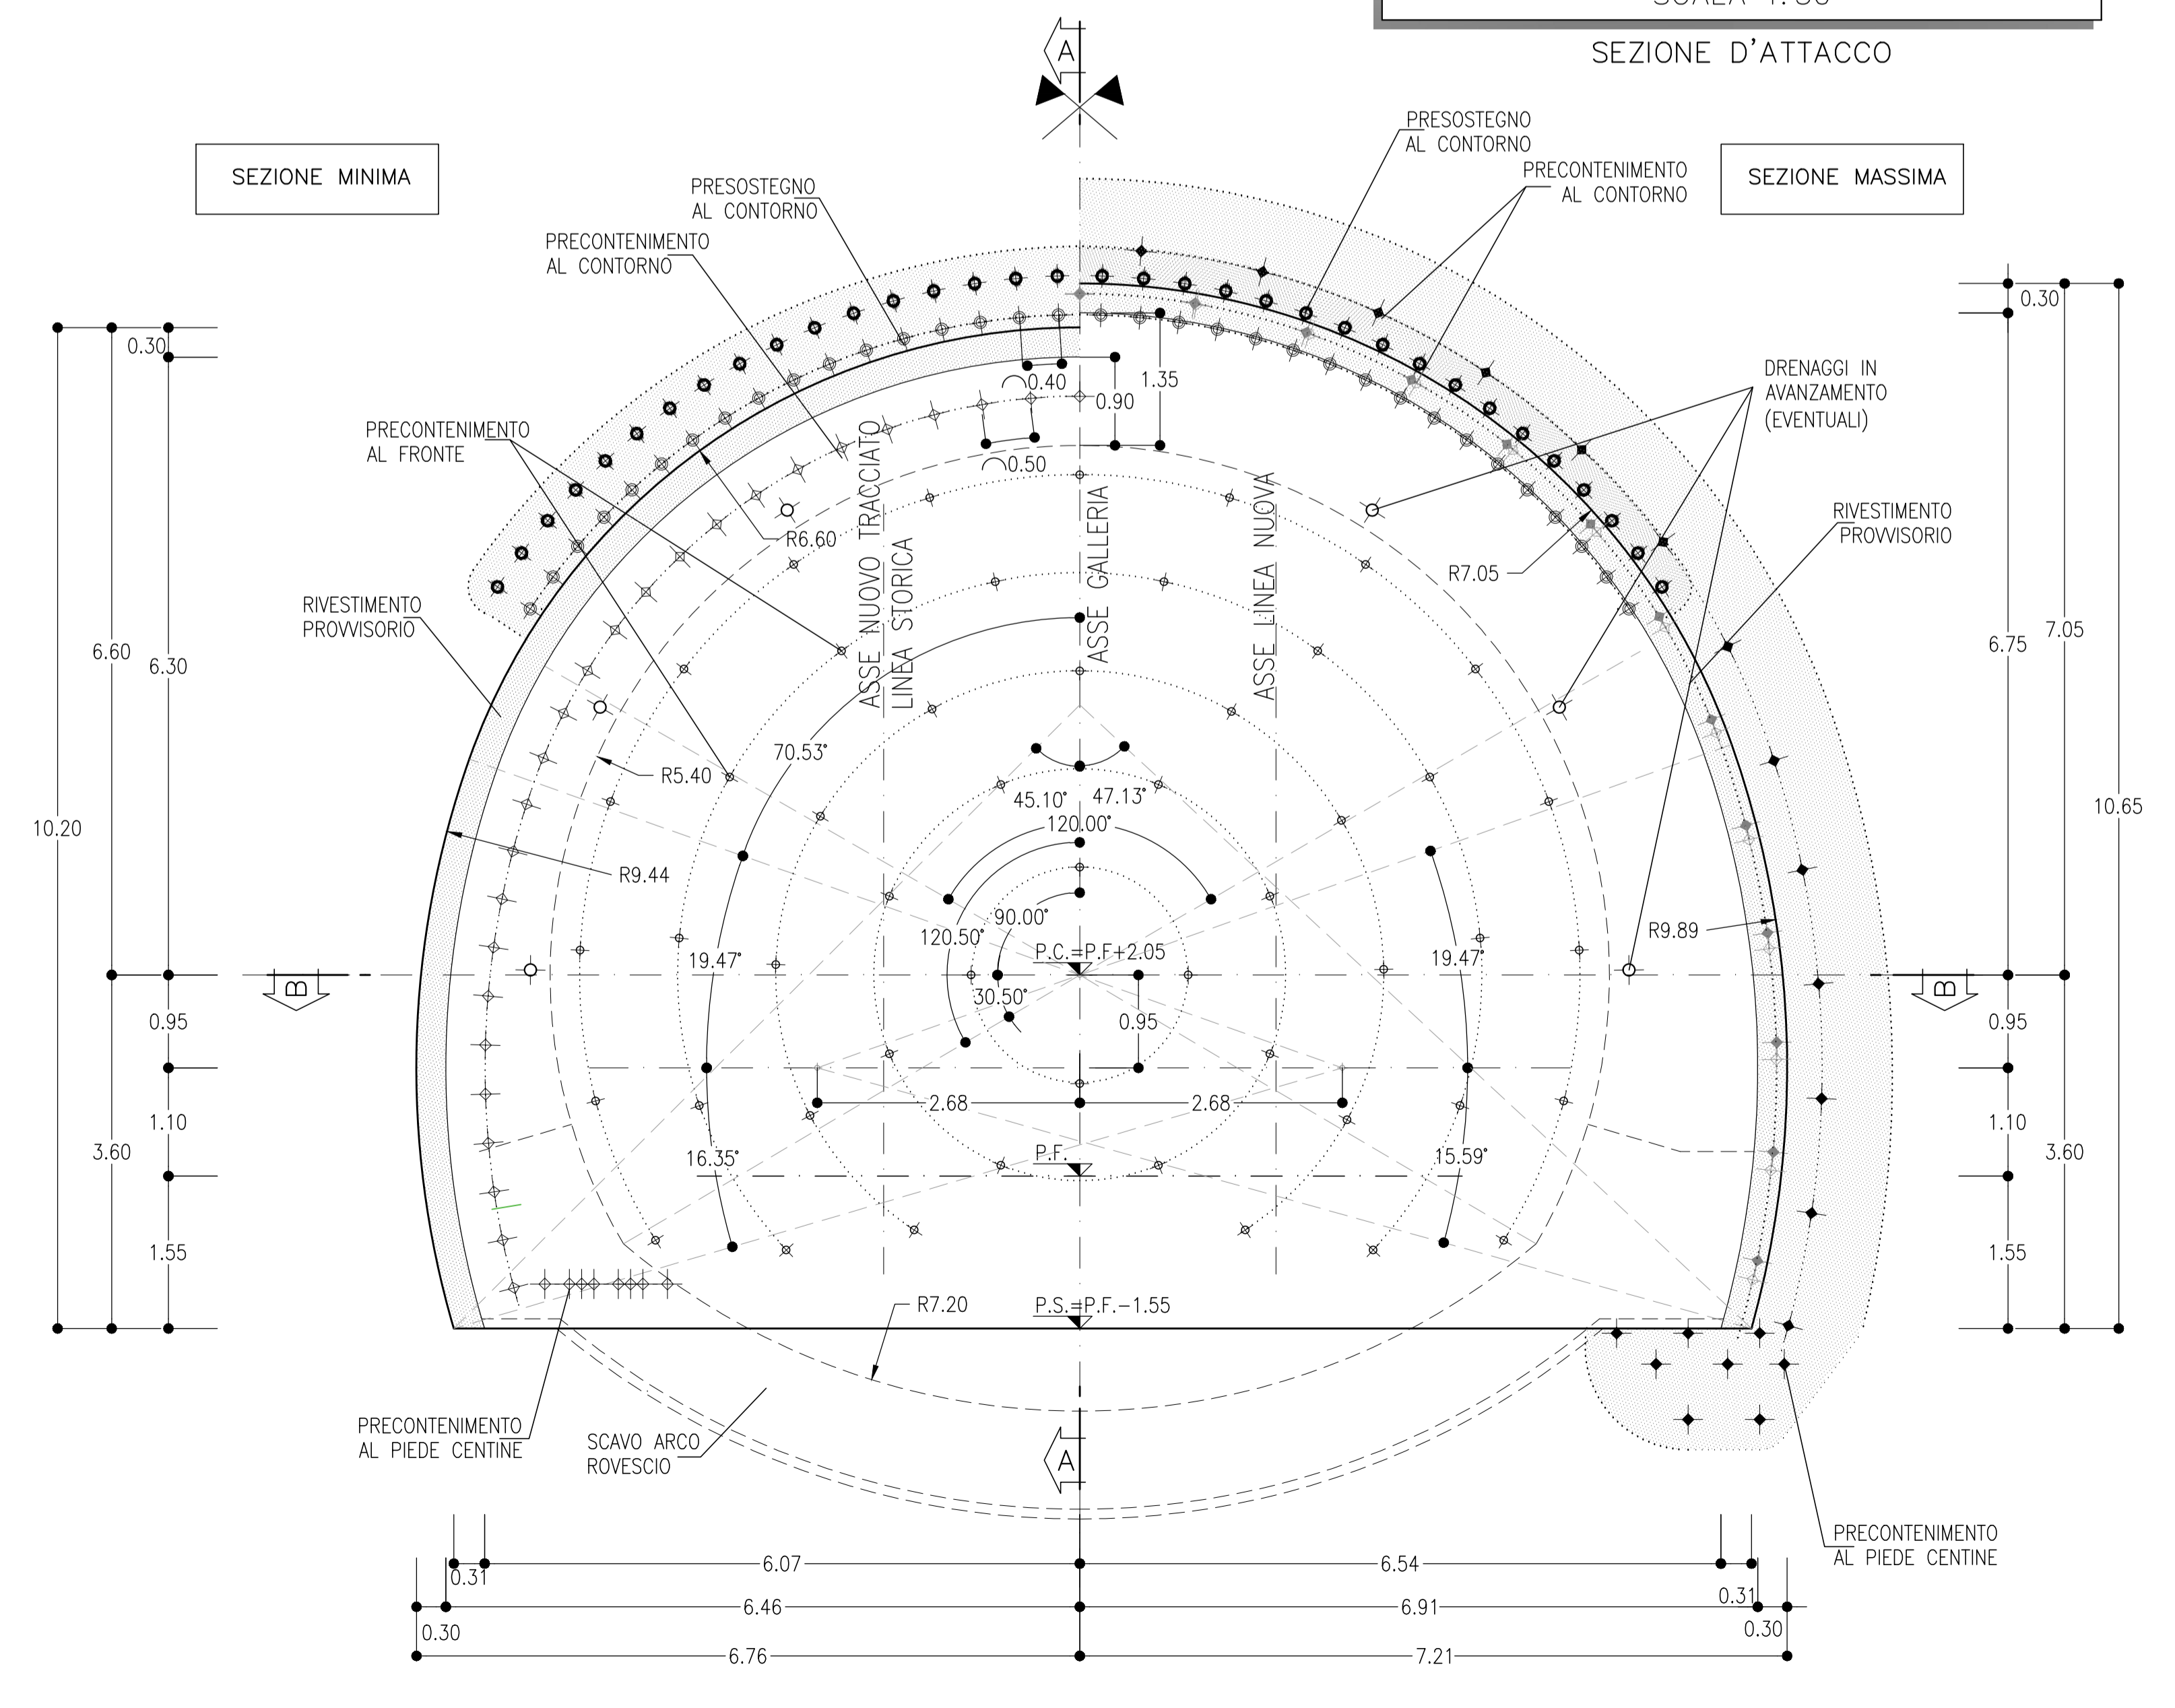 SEZIONE D'ATTACCO
A
SEZIONE MINIMA
SEZIONE MASSIMA
PRESOSTEGNO
AL CONTORNO
PRECONTENIMENTO
AL CONTORNO
PRESOSTEGNO
AL CONTORNO
PRECONTENIMENTO
AL CONTORNO
0.30
0.30
DRENAGGI IN
AVANZAMENTO
(EVENTUALI)
PRECONTENIMENTO
AL FRONTE
0.40
0.90
1.35
0.50
ASSE NUOVO TRACCIATO
LINEA STORICA
ASSE GALLERIA
ASSE LINEA NUOVA
R6.60
R7.05
RIVESTIMENTO
PROVVISORIO
RIVESTIMENTO
PROVVISORIO
6.60
6.30
6.75
7.05
70.53°
R5.40
45.10°
47.13°
120.00°
10.20
10.65
R9.44
90.00°
120.50°
R9.89
P.C.=P.F+2.05
19.47°
19.47°
30.50°
B
B
0.95
0.95
0.95
2.68
2.68
1.10
1.10
3.60
3.60
P.F.
16.35°
15.59°
1.55
1.55
R7.20
P.S.=P.F.-1.55
PRECONTENIMENTO
AL PIEDE CENTINE
SCAVO ARCO
ROVESCIO
A
PRECONTENIMENTO
AL PIEDE CENTINE
6.07
6.54
0.31
0.31
6.46
6.91
0.30
0.30
6.76
7.21